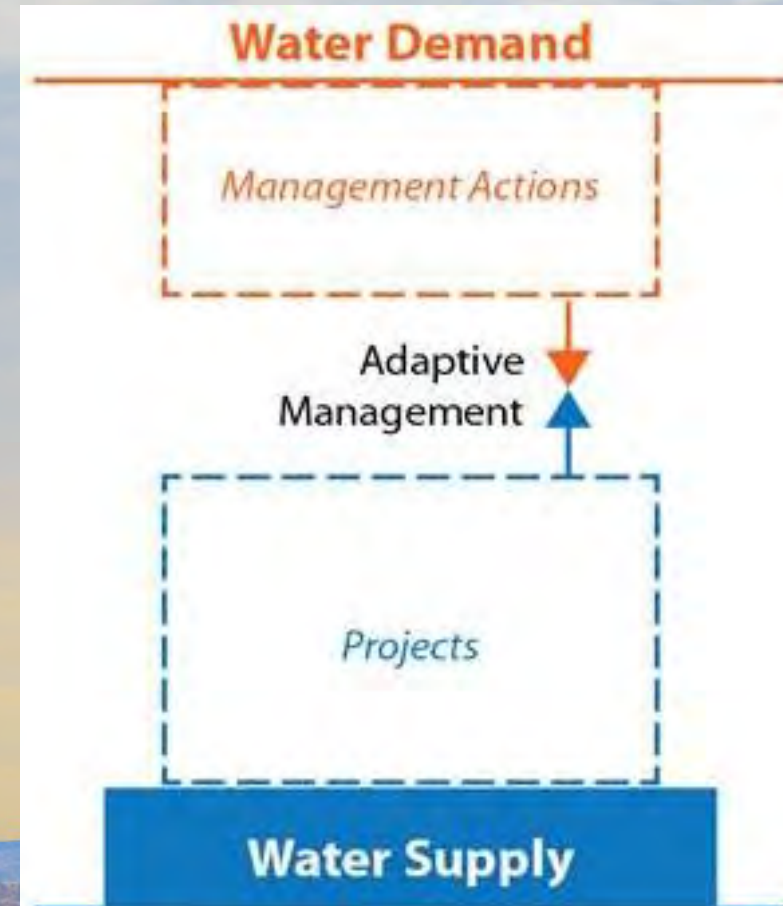 Water Demand
Management Actions
Adaptive
Management
Projects
Water Supply